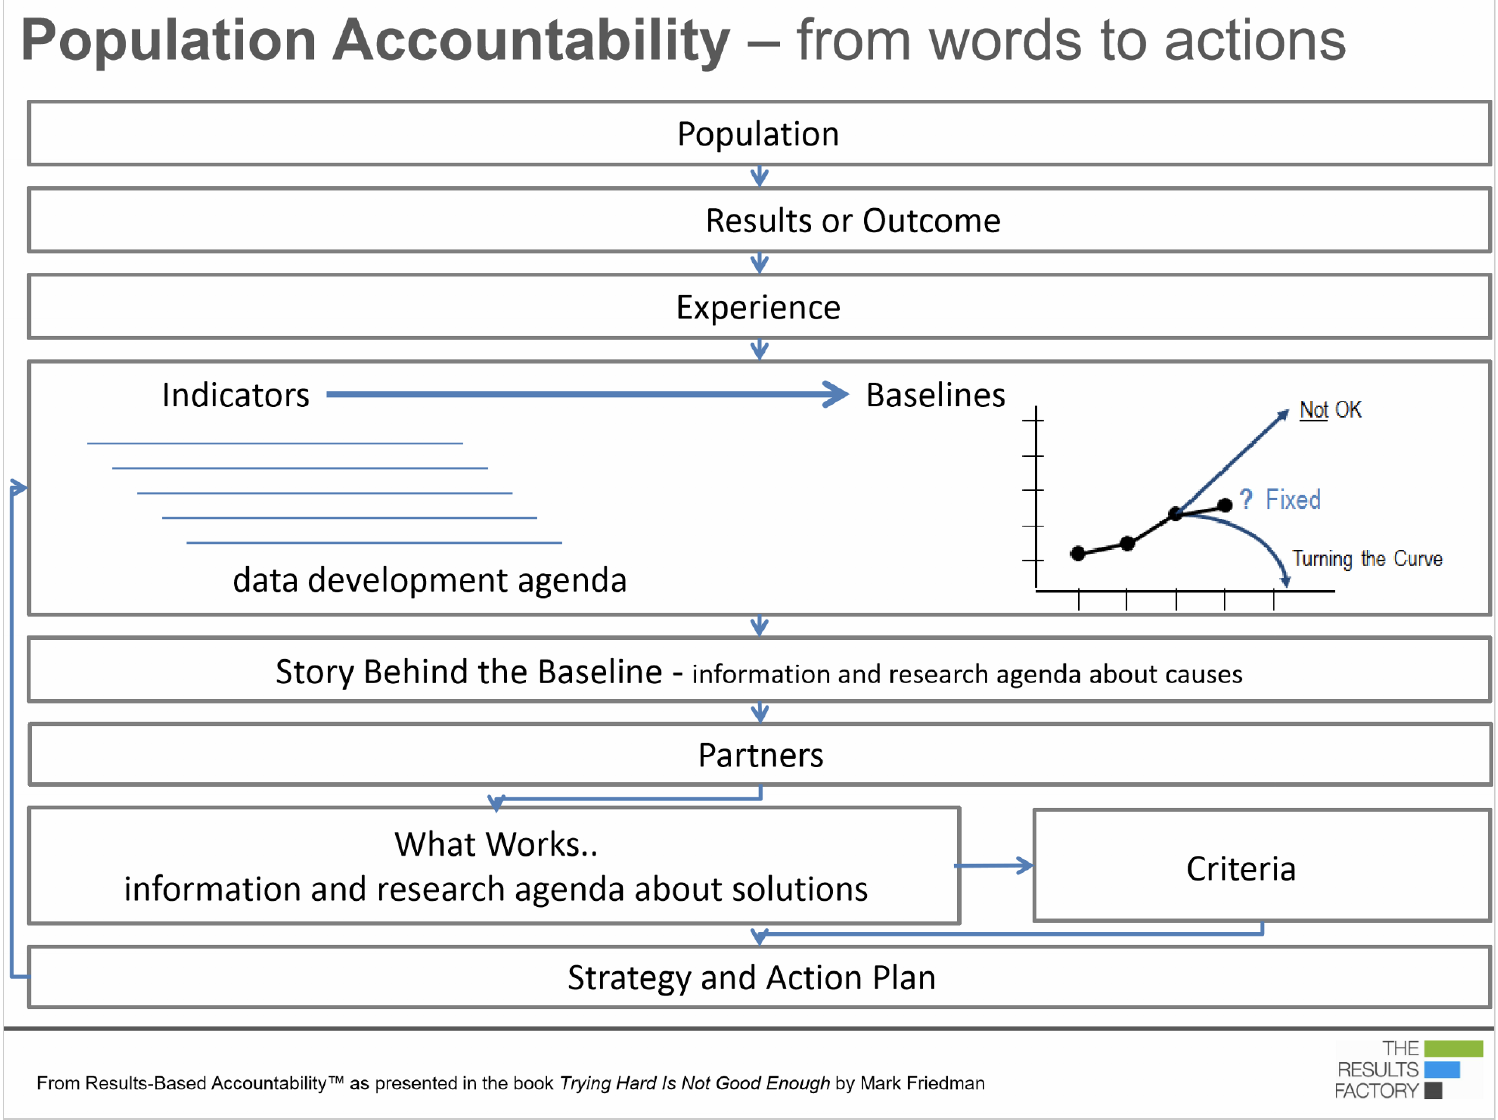 Population Accountability – from words to actions
Population
Results or Outcome
Experience
Indicators
Baselines
Not OK
? Fixed
Turning the Curve
data development agenda
Story Behind the Baseline - information and research agenda about causes
Partners
What Works..
information and research agenda about solutions
Criteria
Strategy and Action Plan
From Results-Based Accountability™ as presented in the book Trying Hard Is Not Good Enough by Mark Friedman
THE
RESULTS
FACTORY